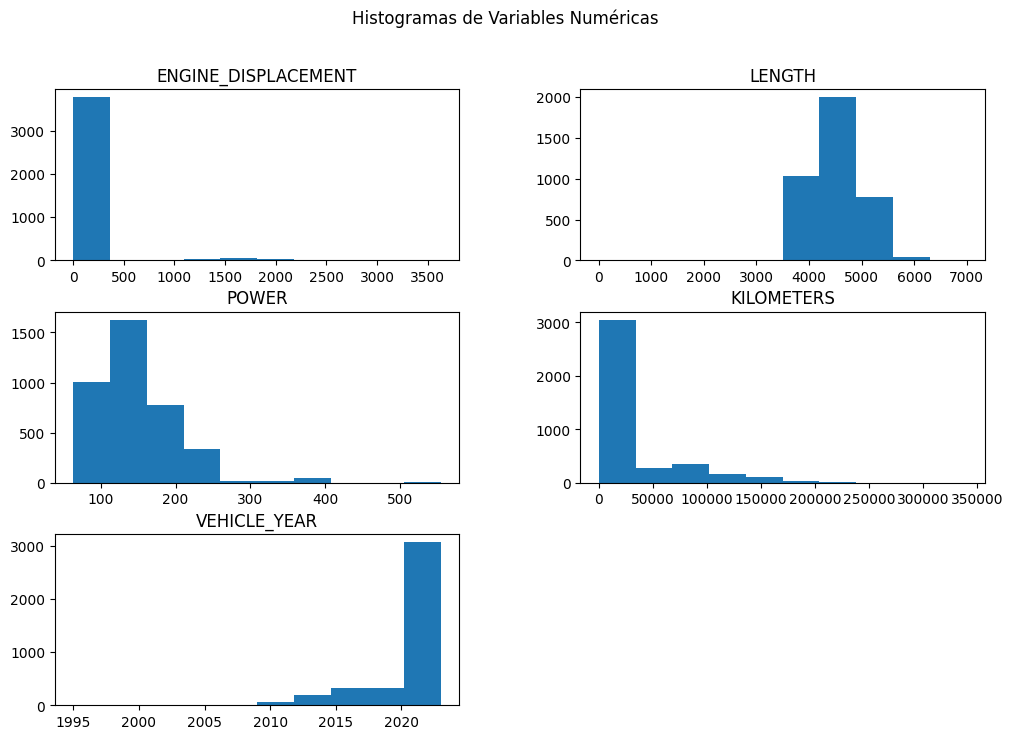 Histogramas de Variables Numéricas
ENGINE_DISPLACEMENT
3000
2000
1000
0
0 500 1000 1500 2000 2500 3000 3500
LENGTH
2000
1500
1000
500
0
0 1000 2000 3000 4000 5000 6000 7000
POWER
1500
1000
500
0
100 200 300 400 500
KILOMETERS
3000
2000
1000
0
0 50000 100000 150000 200000 250000 300000 350000
VEHICLE_YEAR
3000
2000
1000
0
1995 2000 2005 2010 2015 2020